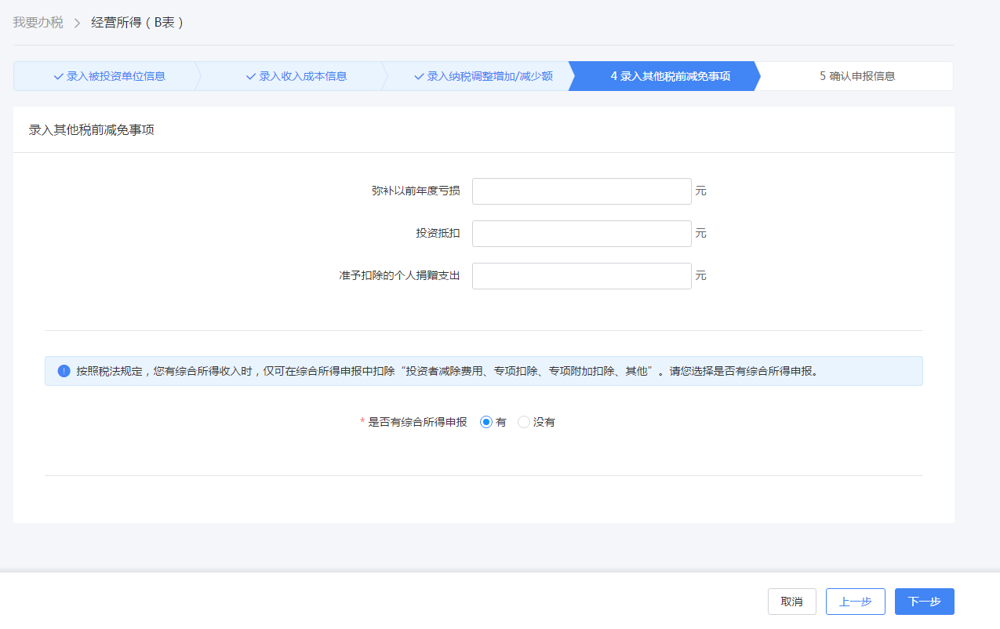 我要办税 > 经营所得（B表）
录入被投资单位信息 录入收入成本信息 录入纳税调整增加/减少额 4 录入其他税前减免事项 5 确认申报信息
录入其他税前减免事项
弥补以前年度亏损 元
投资抵扣 元
准予扣除的个人捐赠支出 元
按照税法规定，您有综合所得收入时，仅可在综合所得申报中扣除“投资者减除费用、专项扣除、专项附加扣除、其他”。请您选择是否有综合所得申报。
* 是否有综合所得申报 有 没有
取消 上一步 下一步